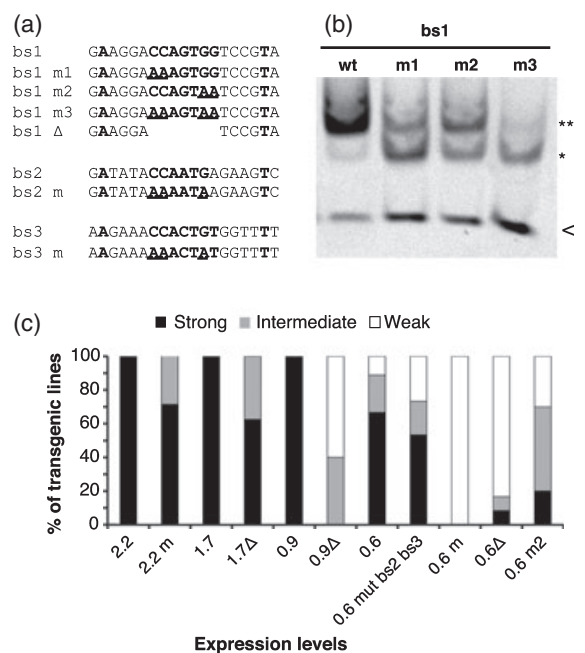 (a)
bs1 GAAGGACCAGTGGTCCGTA
bs1 m1 GAAGGAAAAGTGGTCCGTA
bs1 m2 GAAGGACCAGTAATCCGTA
bs1 m3 GAAGGAAAAGTAATCCGTA
bs1 Δ GAAGGA TCCGTA
bs2 GATATACCAATGAGAAGTC
bs2 m GATATAAAAATAAGAAGTC
bs3 AAGAAACCACTGTGGTTTT
bs3 m AAGAAAAAACTATGGTTTT
(b)
bs1
wt m1 m2 m3
**
*
<
(c)
Strong Intermediate Weak
% of transgenic lines
100
80
60
40
20
0
2.2 2.2 m 1.7 1.7Δ 0.9 0.9Δ 0.6 0.6 mut bs2 bs3 0.6 m 0.6Δ 0.6 m2
Expression levels